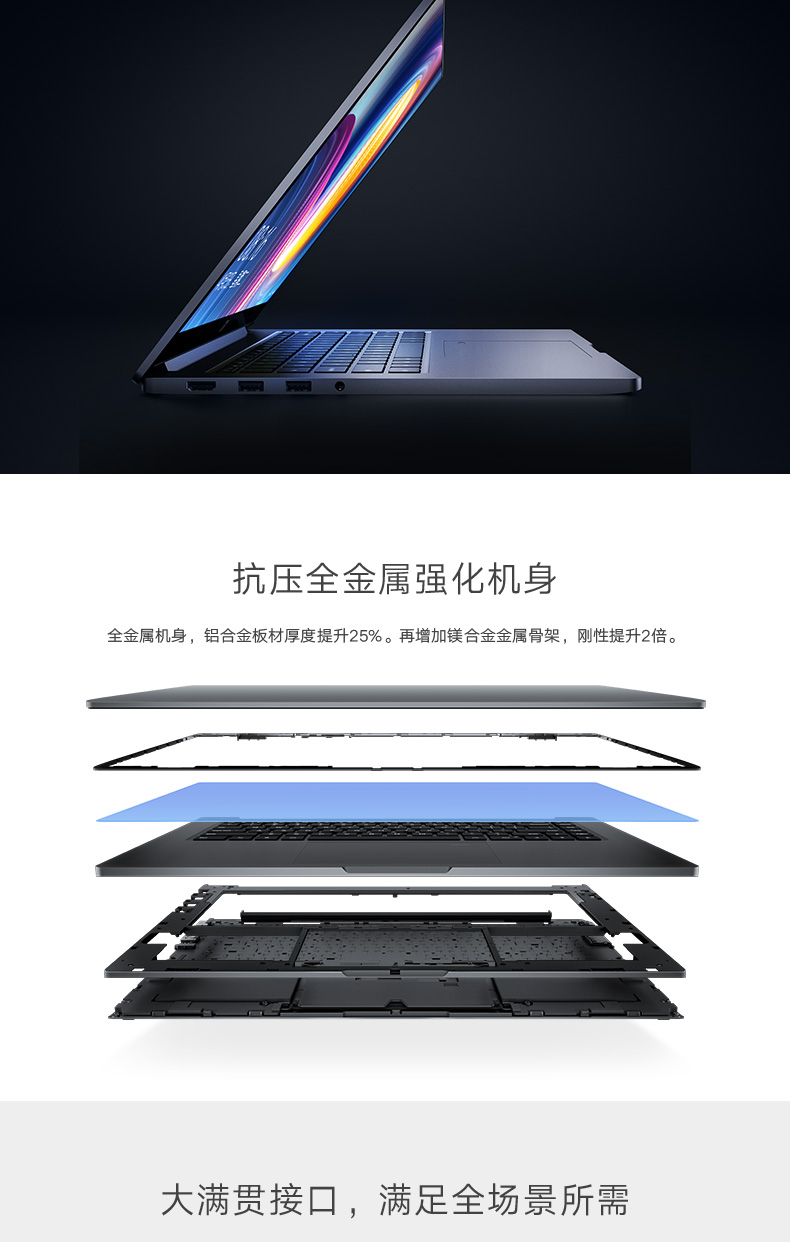 抗压全金属强化机身
全金属机身，铝合金板材厚度提升25%。再增加镁合金金属骨架，刚性提升2倍。
大满贯接口，满足全场景所需